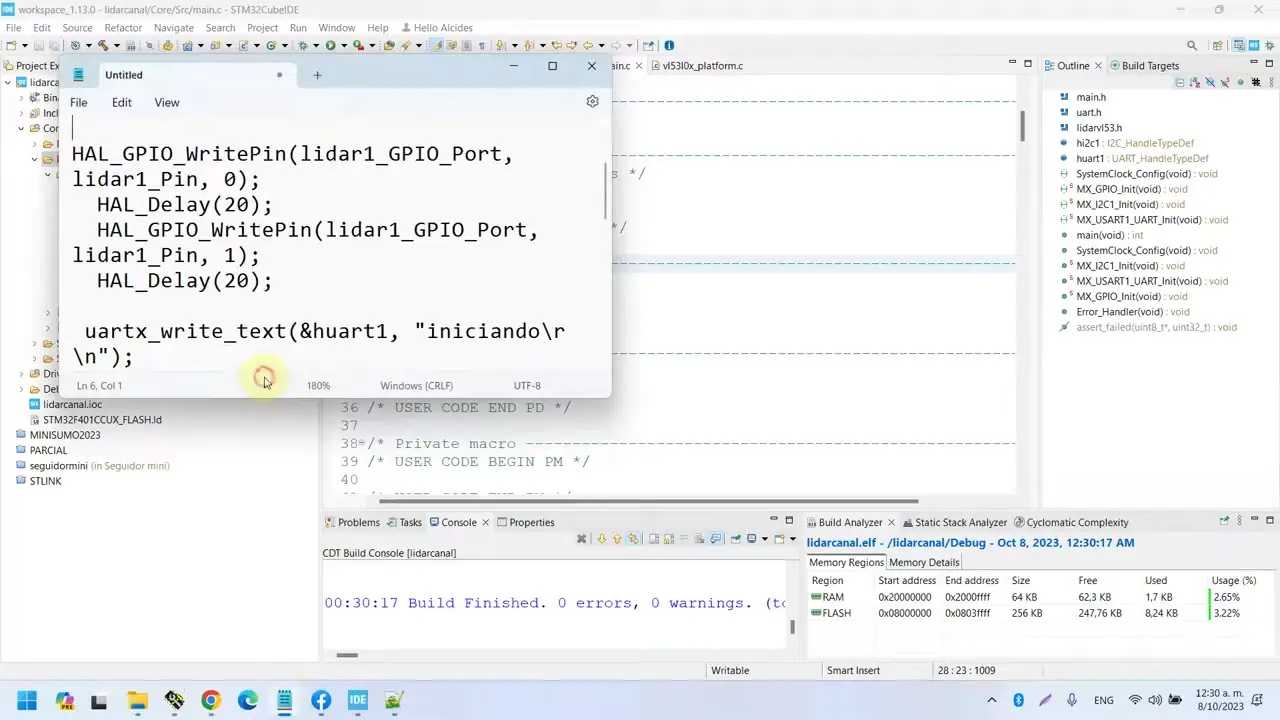 workspace_1.13.0 - lidarcanal/Core/Src/main.c - STM32CubeIDE
File Edit Source Refactor Navigate Search Project Run Window Help Hello Alcides
Project Ex
Untitled
File Edit View
HAL_GPIO_WritePin(lidar1_GPIO_Port,
lidar1_Pin, 0);
HAL_Delay(20);
HAL_GPIO_WritePin(lidar1_GPIO_Port,
lidar1_Pin, 1);
HAL_Delay(20);
uartx_write_text(&huart1, "iniciando\r
\n");
Ln 6, Col 1 180% Windows (CRLF) UTF-8
lidarcanal.ioc
STM32F401CCUX_FLASH.ld
MINISUMO2023
PARCIAL
seguidormini (in Seguidor mini)
STLINK
in.c vl53l0x_platform.c
s */
*/
36 /* USER CODE END PD */
37
38 /* Private macro
39 /* USER CODE BEGIN PM */
40
Outline Build Targets
main.h
uart.h
lidarvl53.h
hi2c1 : I2C_HandleTypeDef
huart1 : UART_HandleTypeDef
SystemClock_Config(void) : void
MX_GPIO_Init(void) : void
MX_I2C1_Init(void) : void
MX_USART1_UART_Init(void) : void
main(void) : int
SystemClock_Config(void) : void
MX_I2C1_Init(void) : void
MX_USART1_UART_Init(void) : void
MX_GPIO_Init(void) : void
Error_Handler(void) : void
assert_failed(uint8_t*, uint32_t) : void
Problems Tasks Console Properties
CDT Build Console [lidarcanal]
00:30:17 Build Finished. 0 errors, 0 warnings. (to
Build Analyzer Static Stack Analyzer Cyclomatic Complexity
lidarcanal.elf - /lidarcanal/Debug - Oct 8, 2023, 12:30:17 AM
Memory Regions Memory Details
Region Start address End address Size Free Used Usage (%)
RAM 0x20000000 0x2000ffff 64 KB 62,3 KB 1,7 KB 2.65%
FLASH 0x08000000 0x0803ffff 256 KB 247,76 KB 8,24 KB 3.22%
Writable Smart Insert 28 : 23 : 1009
IDE ENG 12:30 a. m.
8/10/2023